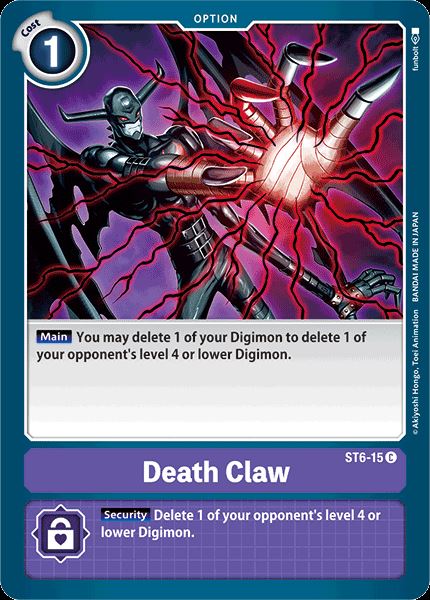 OPTION
Cost
1
funbolt
© Akiyoshi Hongo, Toei Animation BANDAI MADE IN JAPAN
Main You may delete 1 of your Digimon to delete 1 of
your opponent's level 4 or lower Digimon.
ST6-15 C
Death Claw
Security Delete 1 of your opponent's level 4 or
lower Digimon.